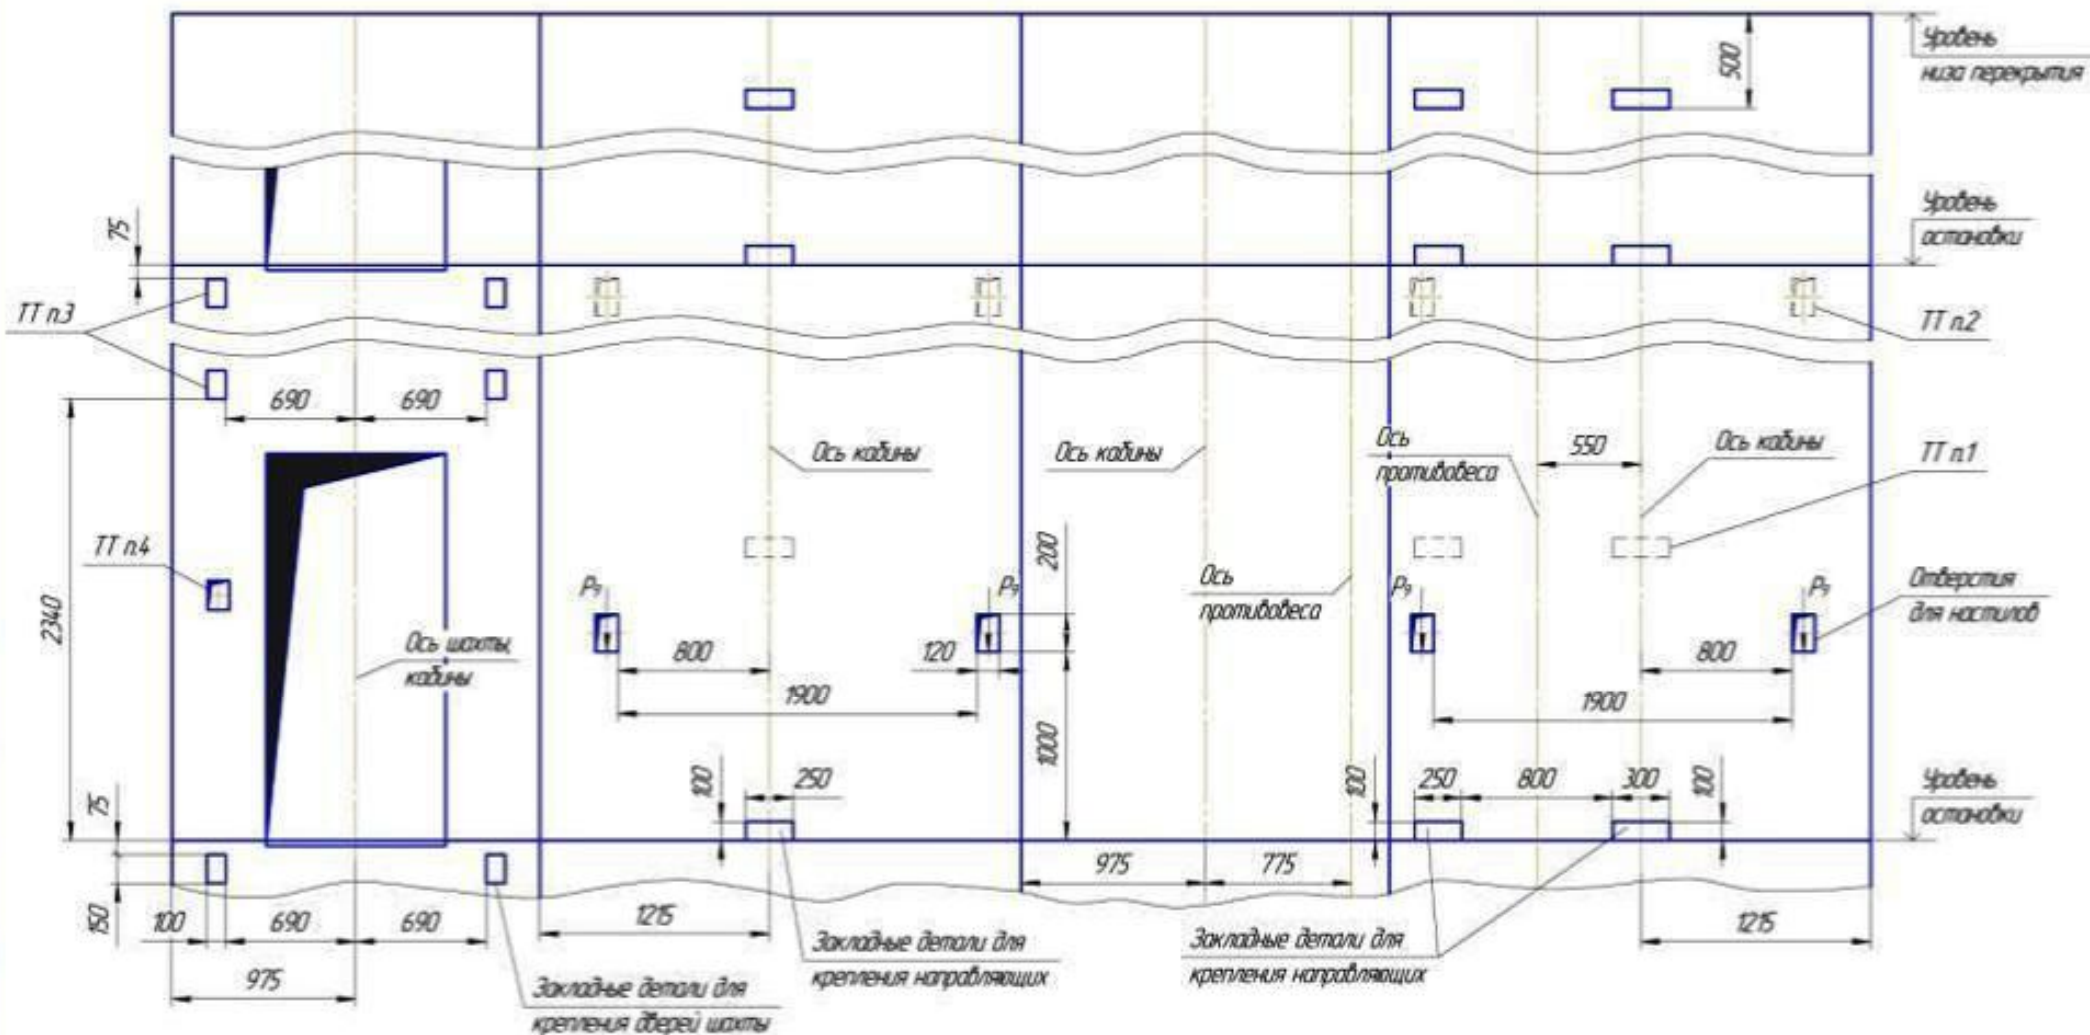 500
Уровень
низа перекрытия
75
Уровень
остановки
ТТ п.3
ТТ п.2
690
690
Ось кабины
Ось кабины
Ось
противовеса
550
Ось кабины
ТТ п.1
ТТ п.4
2340
Р9
Р9
200
Ось
противовеса
Р9
Р9
Отверстия
для настилов
Ось шахты,
кабины
800
120
800
1900
1900
1000
100
250
100
250
800
300
100
Уровень
остановки
75
975
775
150
100
690
690
1215
1215
975
Закладные детали для
крепления направляющих
Закладные детали для
крепления направляющих
Закладные детали для
крепления дверей шахты